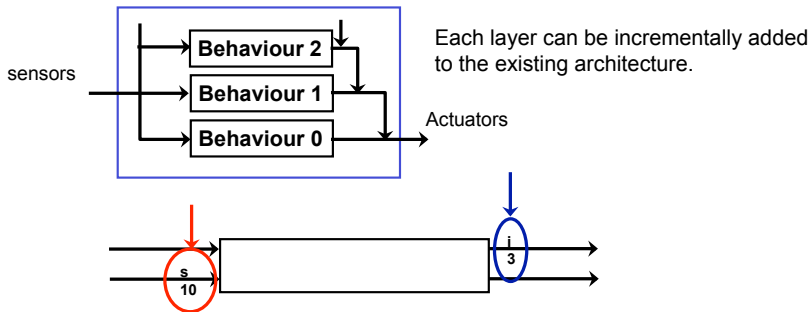 Behaviour 2
Each layer can be incrementally added
to the existing architecture.
sensors
Behaviour 1
Actuators
Behaviour 0
s
10
i
3